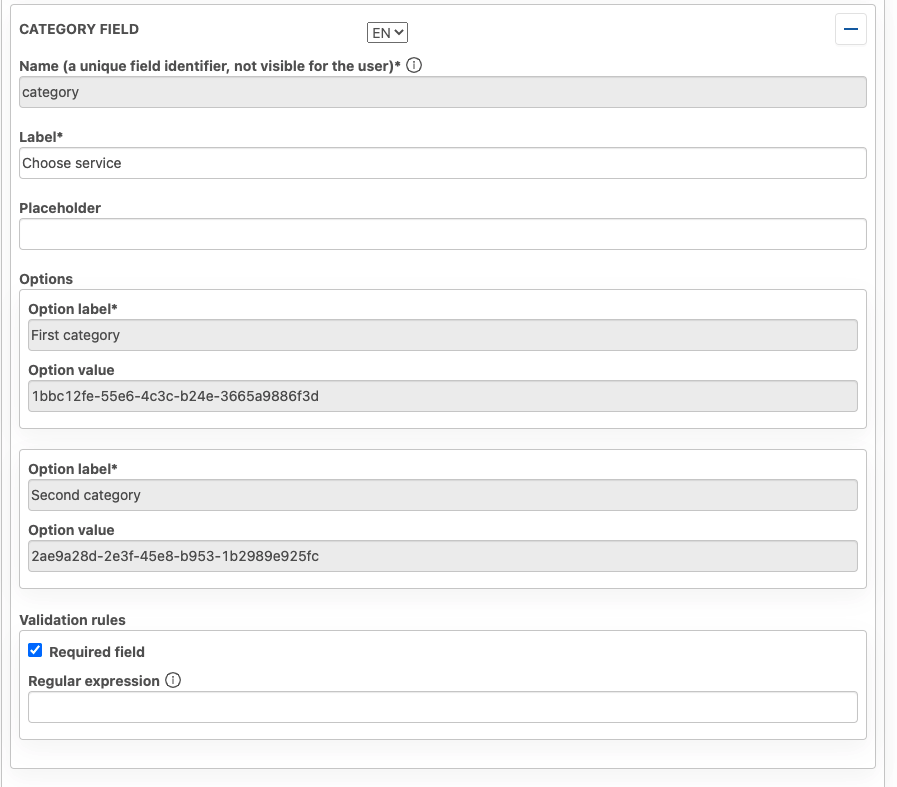 CATEGORY FIELD
EN
Name (a unique field identifier, not visible for the user)*
category
Label*
Choose service
Placeholder
Options
Option label*
First category
Option value
1bbc12fe-55e6-4c3c-b24e-3665a9886f3d
Option label*
Second category
Option value
2ae9a28d-2e3f-45e8-b953-1b2989e925fc
Validation rules
Required field
Regular expression